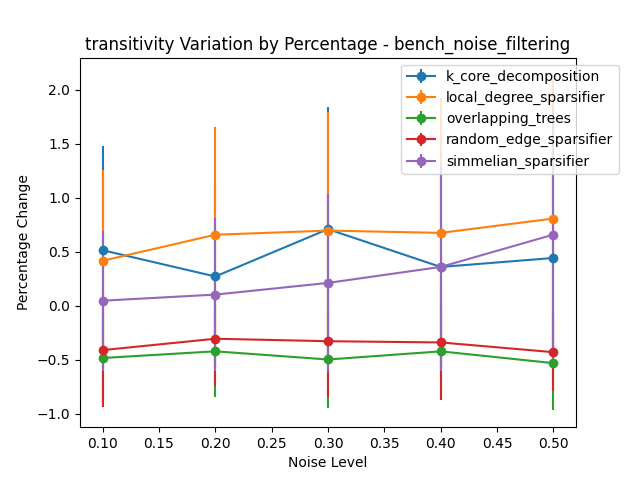 transitivity Variation by Percentage - bench_noise_filtering
k_core_decomposition
local_degree_sparsifier
overlapping_trees
random_edge_sparsifier
simmelian_sparsifier
Percentage Change
2.0
1.5
1.0
0.5
0.0
−0.5
−1.0
0.10 0.15 0.20 0.25 0.30 0.35 0.40 0.45 0.50
Noise Level